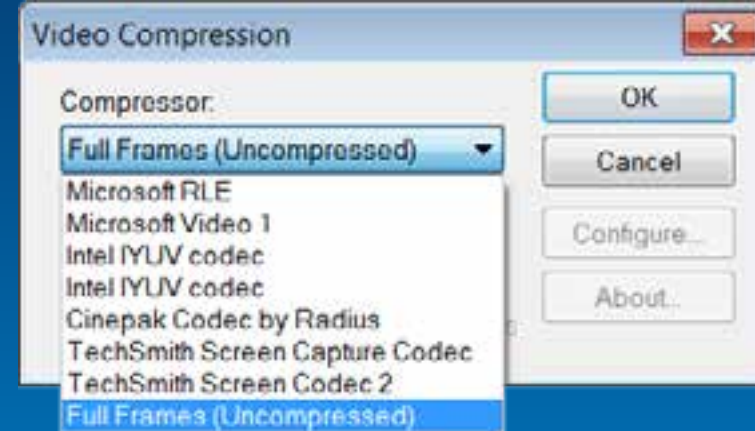 Video Compression
Compressor:
Full Frames (Uncompressed)
Microsoft RLE
Microsoft Video 1
Intel IYUV codec
Intel IYUV codec
Cinepak Codec by Radius
TechSmith Screen Capture Codec
TechSmith Screen Codec 2
Full Frames (Uncompressed)
OK
Cancel
Configure...
About...